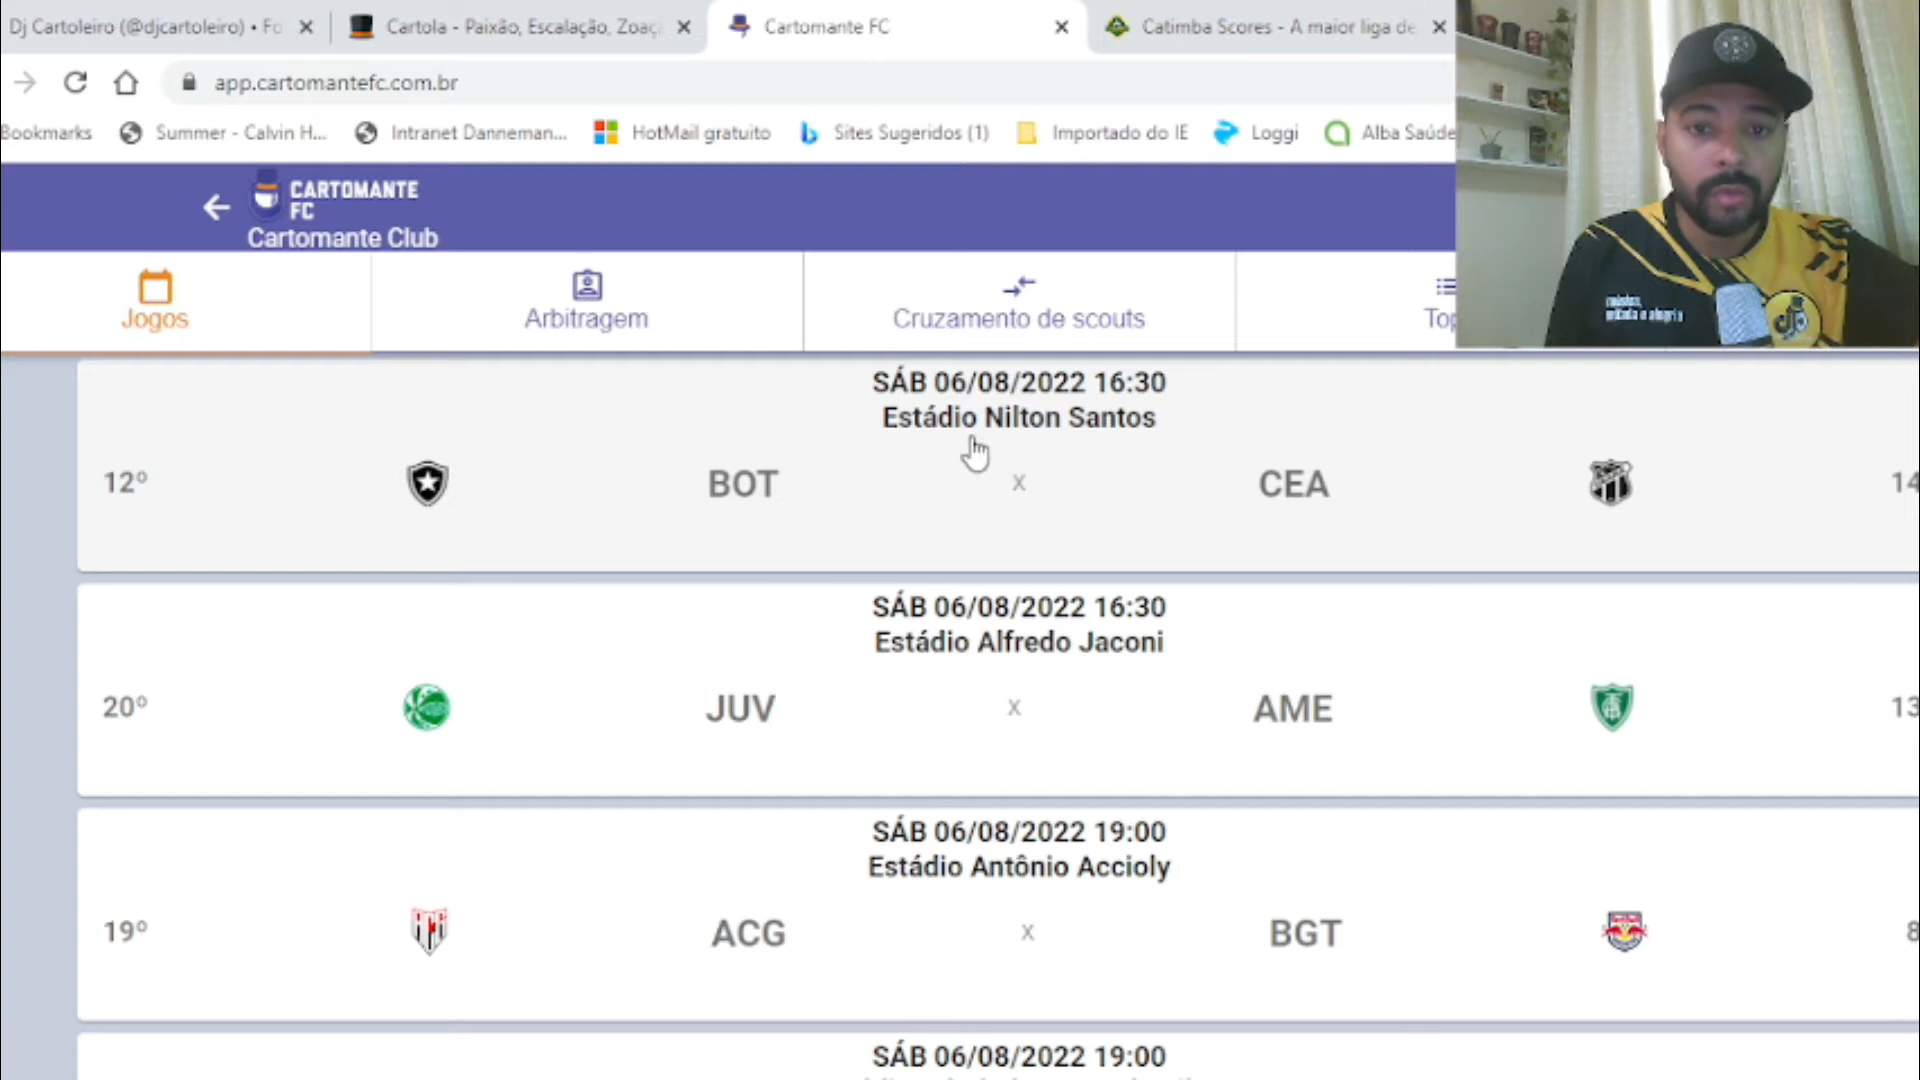 Dj Cartoleiro (@djcartoleiro) • Fo
Cartola - Paixão, Escalação, Zoaç
Cartomante FC
Catimba Scores - A maior liga de
app.cartomantefc.com.br
Bookmarks
Summer - Calvin H...
Intranet Danneman...
HotMail gratuito
Sites Sugeridos (1)
Importado do IE
Loggi
Alba Saúde
CARTOMANTE
FC
Cartomante Club
Jogos
Arbitragem
Cruzamento de scouts
Top
SÁB 06/08/2022 16:30
Estádio Nilton Santos
12º BOT x CEA 14
SÁB 06/08/2022 16:30
Estádio Alfredo Jaconi
20º JUV x AME 13
SÁB 06/08/2022 19:00
Estádio Antônio Accioly
19º ACG x BGT 8
SÁB 06/08/2022 19:00